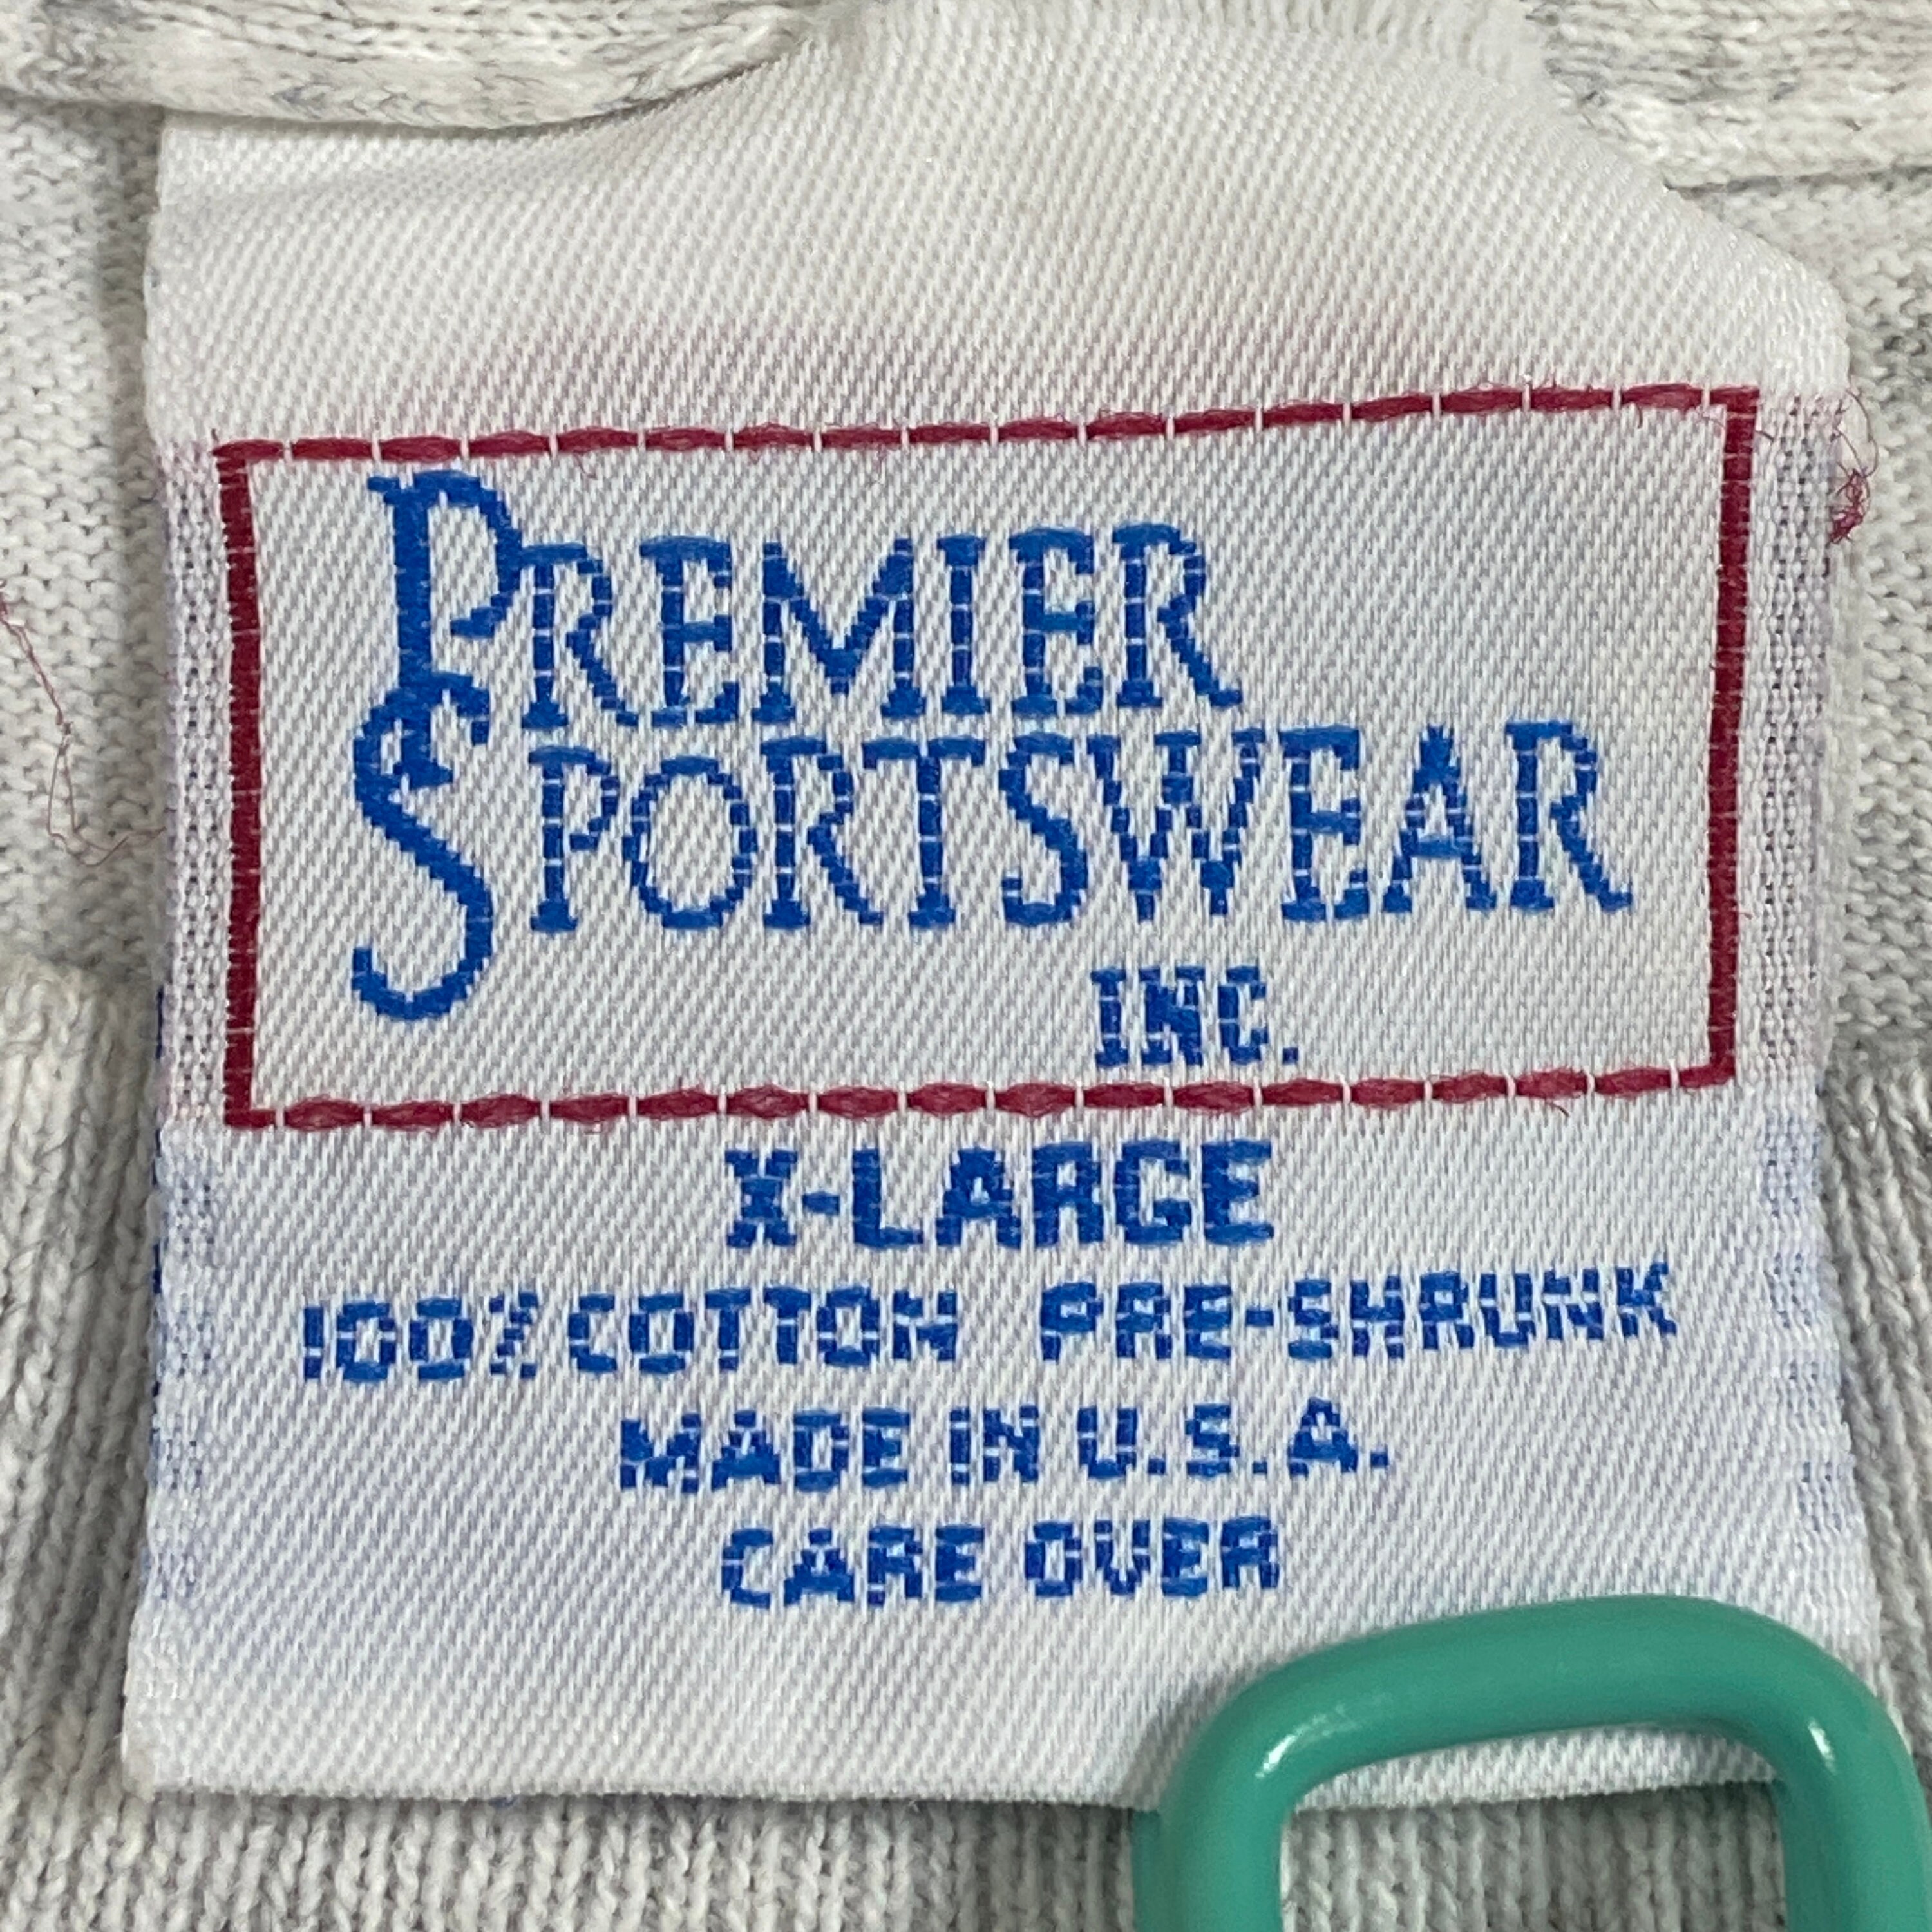 PREMIER
SPORTSWEAR
INC.
X-LARGE
100% COTTON PRE-SHRUNK
MADE IN U.S.A.
CARE OVER